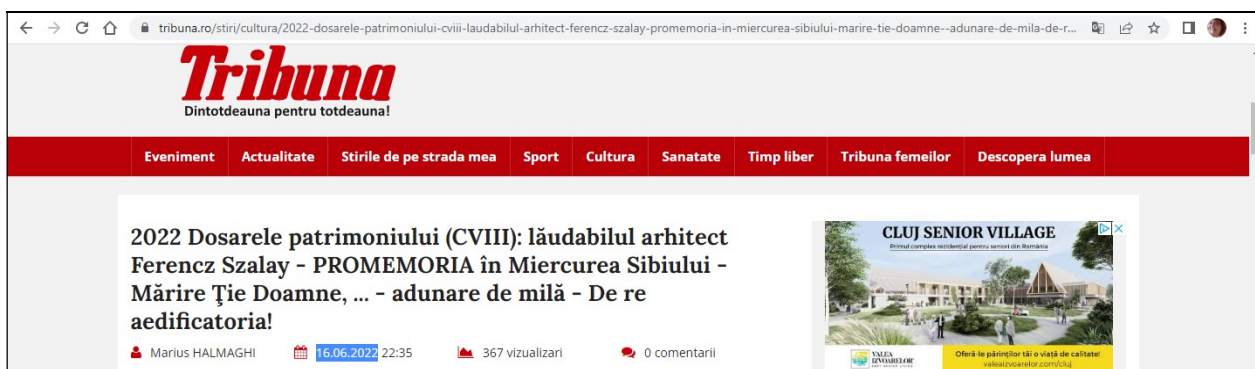 tribuna.ro/stiri/cultura/2022-dosarele-patrimoniului-cviii-laudabilul-arhitect-ferencz-szalay-promemoria-in-miercurea-sibiului-marire-tie-doamne--adunare-de-mila-de-r...
Tribuna
Dintotdeauna pentru totdeauna!
Eveniment Actualitate Stirile de pe strada mea Sport Cultura Sanatate Timp liber Tribuna femeilor Descopera lumea
2022 Dosarele patrimoniului (CVIII): lăudabilul arhitect
Ferencz Szalay - PROMEMORIA în Miercurea Sibiului -
Mărire Ţie Doamne, ... - adunare de milă - De re
aedificatoria!
Marius HALMAGHI 16.06.2022 22:35 367 vizualizari 0 comentarii
CLUJ SENIOR VILLAGE
Primul complex rezidențial pentru seniori din România
VALEA
IZVOARELOR
Oferă-le părinților tăi o viață de calitate!
valeaizvoarelor.com/cluj